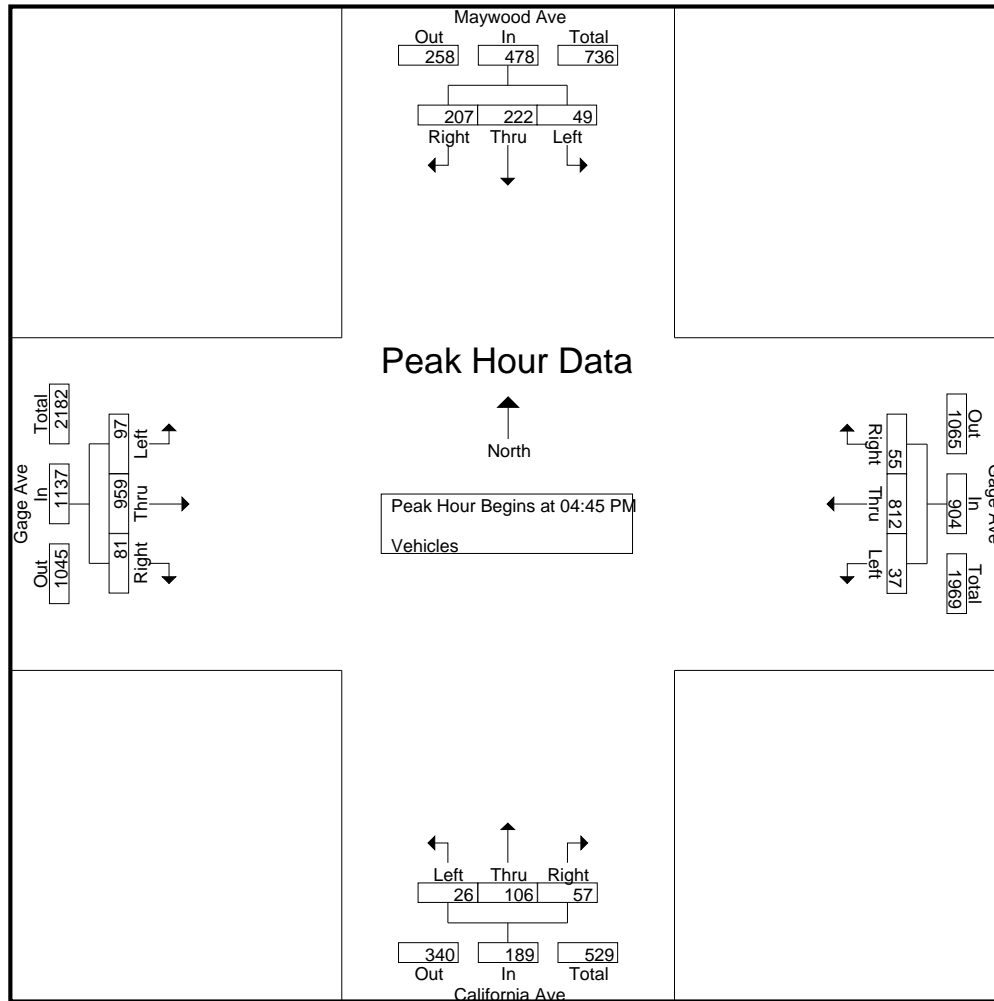 Maywood Ave
Out In Total
258 478 736
207 222 49
Right Thru Left
Peak Hour Data
North
Peak Hour Begins at 04:45 PM
Vehicles
Gage Ave
Total In Out
2182 1137 1045
97 959 81
Left Thru Right
Gage Ave
Out In Total
1065 904 1969
55 812 37
Right Thru Left
Left Thru Right
26 106 57
340 189 529
Out In Total
California Ave